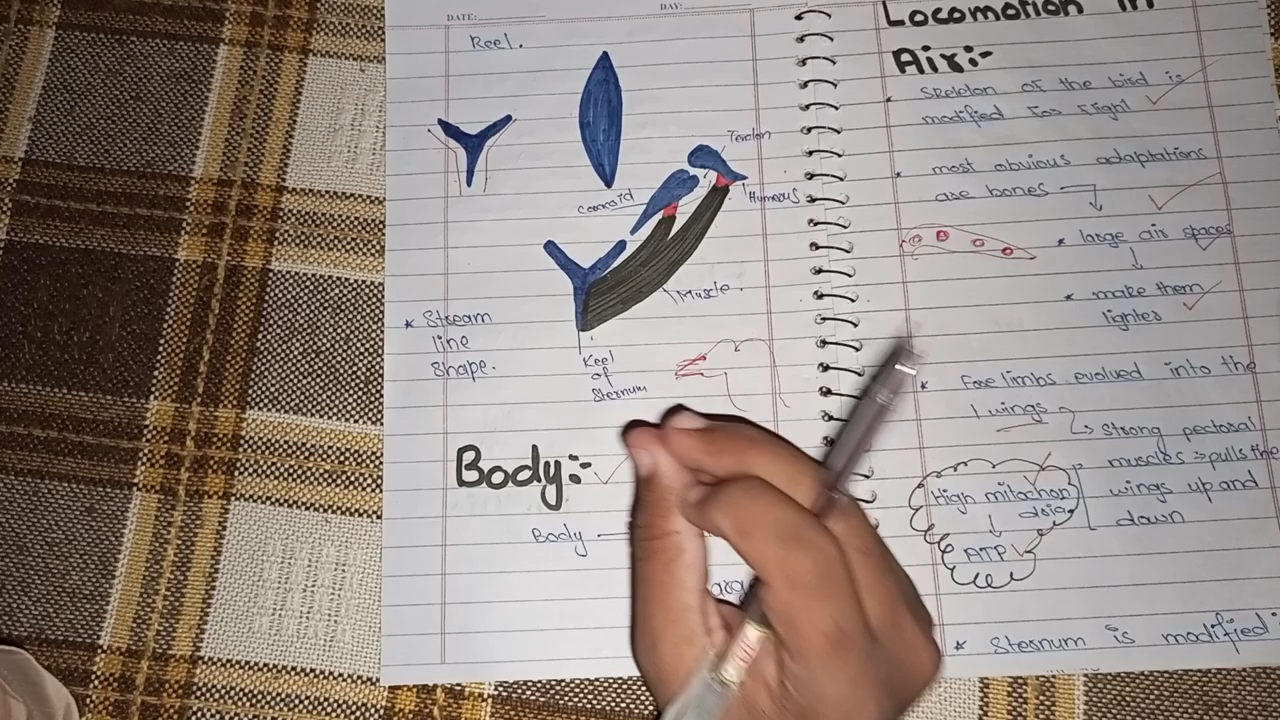 DATE:
DAY:
Keel.
Tendon
Coracoid
Humerus
Muscle.
* Stream
line
shape.
Keel
of
Sternum
Body:-
Body
Locomotion in
Air:-
* Skeleton of the bird is
modified for flight
* most obvious adaptations
are bones
* large air spaces
* make them
lighter
* Fore limbs evolved into the
wings
Strong pectoral
muscles => pulls the
wings up and
down
High mitochon
dria
ATP
* Sternum is modified: